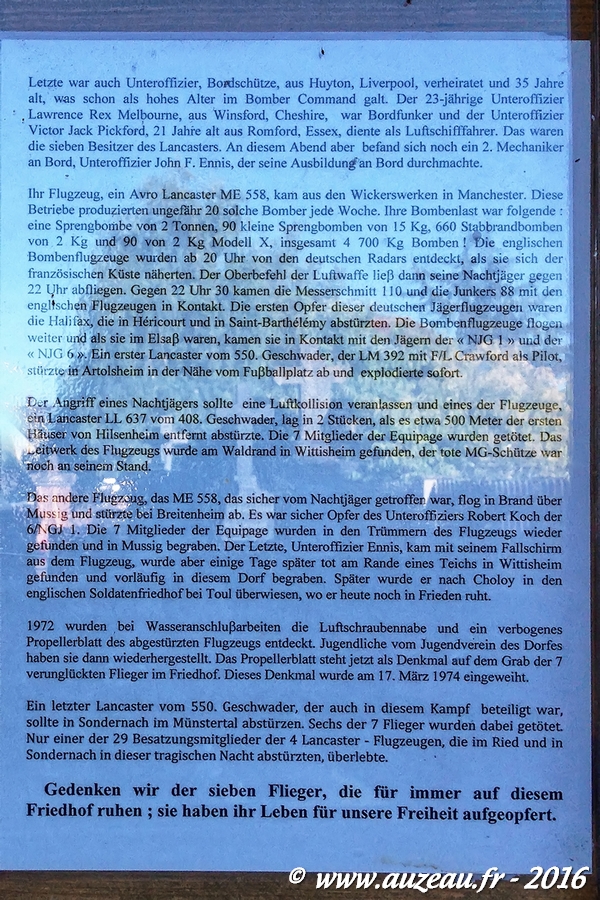 Letzte war auch Unteroffizier, Bordschütze, aus Huyton, Liverpool, verheiratet und 35 Jahre
alt, was schon als hohes Alter im Bomber Command galt. Der 23-jährige Unteroffizier
Lawrence Rex Melbourne, aus Winsford, Cheshire, war Bordfunker und der Unteroffizier
Victor Jack Pickford, 21 Jahre alt aus Romford, Essex, diente als Luftschifffahrer. Das waren
die sieben Besitzer des Lancasters. An diesem Abend aber befand sich noch ein 2. Mechaniker
an Bord, Unteroffizier John F. Ennis, der seine Ausbildung an Bord durchmachte.
Ihr Flugzeug, ein Avro Lancaster ME 558, kam aus den Wickerswerken in Manchester. Diese
Betriebe produzierten ungefähr 20 solche Bomber jede Woche. Ihre Bombenlast war folgende :
eine Sprengbombe von 2 Tonnen, 90 kleine Sprengbomben von 15 Kg, 660 Stabbrandbomben
von 2 Kg und 90 von 2 Kg Modell X, insgesamt 4 700 Kg Bomben ! Die englischen
Bombenflugzeuge wurden ab 20 Uhr von den deutschen Radars entdeckt, als sie sich der
französischen Küste näherten. Der Oberbefehl der Luftwaffe ließ dann seine Nachtjäger gegen
22 Uhr abfliegen. Gegen 22 Uhr 30 kamen die Messerschmitt 110 und die Junkers 88 mit den
englischen Flugzeugen in Kontakt. Die ersten Opfer dieser deutschen Jägerflugzeugen waren
die Halifax, die in Héricourt und in Saint-Barthélémy abstürzten. Die Bombenflugzeuge flogen
weiter und als sie im Elsaß waren, kamen sie in Kontakt mit den Jägern der « NJG 1 » und der
« NJG 6 ». Ein erster Lancaster vom 550. Geschwader, der LM 392 mit F/L Crawford als Pilot,
stürzte in Artolsheim in der Nähe vom Fußballplatz ab und explodierte sofort.
Der Angriff eines Nachtjägers sollte eine Luftkollision veranlassen und eines der Flugzeuge,
ein Lancaster LL 637 vom 408. Geschwader, lag in 2 Stücken, als es etwa 500 Meter der ersten
Häuser von Hilsenheim entfernt abstürzte. Die 7 Mitglieder der Equipage wurden getötet. Das
Leitwerk des Flugzeugs wurde am Waldrand in Wittisheim gefunden, der tote MG-Schütze war
noch an seinem Stand.
Das andere Flugzeug, das ME 558, das sicher vom Nachtjäger getroffen war, flog in Brand über
Mussig und stürzte bei Breitenheim ab. Es war sicher Opfer des Unteroffiziers Robert Koch der
6/NGJ 1. Die 7 Mitglieder der Equipage wurden in den Trümmern des Flugzeugs wieder
gefunden und in Mussig begraben. Der Letzte, Unteroffizier Ennis, kam mit seinem Fallschirm
aus dem Flugzeug, wurde aber einige Tage später tot am Rande eines Teichs in Wittisheim
gefunden und vorläufig in diesem Dorf begraben. Später wurde er nach Choloy in den
englischen Soldatenfriedhof bei Toul überwiesen, wo er heute noch in Frieden ruht.
1972 wurden bei Wasseranschlußarbeiten die Luftschraubennabe und ein verbogenes
Propellerblatt des abgestürzten Flugzeugs entdeckt. Jugendliche vom Jugendverein des Dorfes
haben sie dann wiederhergestellt. Das Propellerblatt steht jetzt als Denkmal auf dem Grab der 7
verunglückten Flieger im Friedhof. Dieses Denkmal wurde am 17. März 1974 eingeweiht.
Ein letzter Lancaster vom 550. Geschwader, der auch in diesem Kampf beteiligt war,
sollte in Sondernach im Münstertal abstürzen. Sechs der 7 Flieger wurden dabei getötet.
Nur einer der 29 Besatzungsmitglieder der 4 Lancaster - Flugzeugen, die im Ried und in
Sondernach in dieser tragischen Nacht abstürzten, überlebte.
Gedenken wir der sieben Flieger, die für immer auf diesem
Friedhof ruhen ; sie haben ihr Leben für unsere Freiheit aufgeopfert.
© www.auzeau.fr - 2016